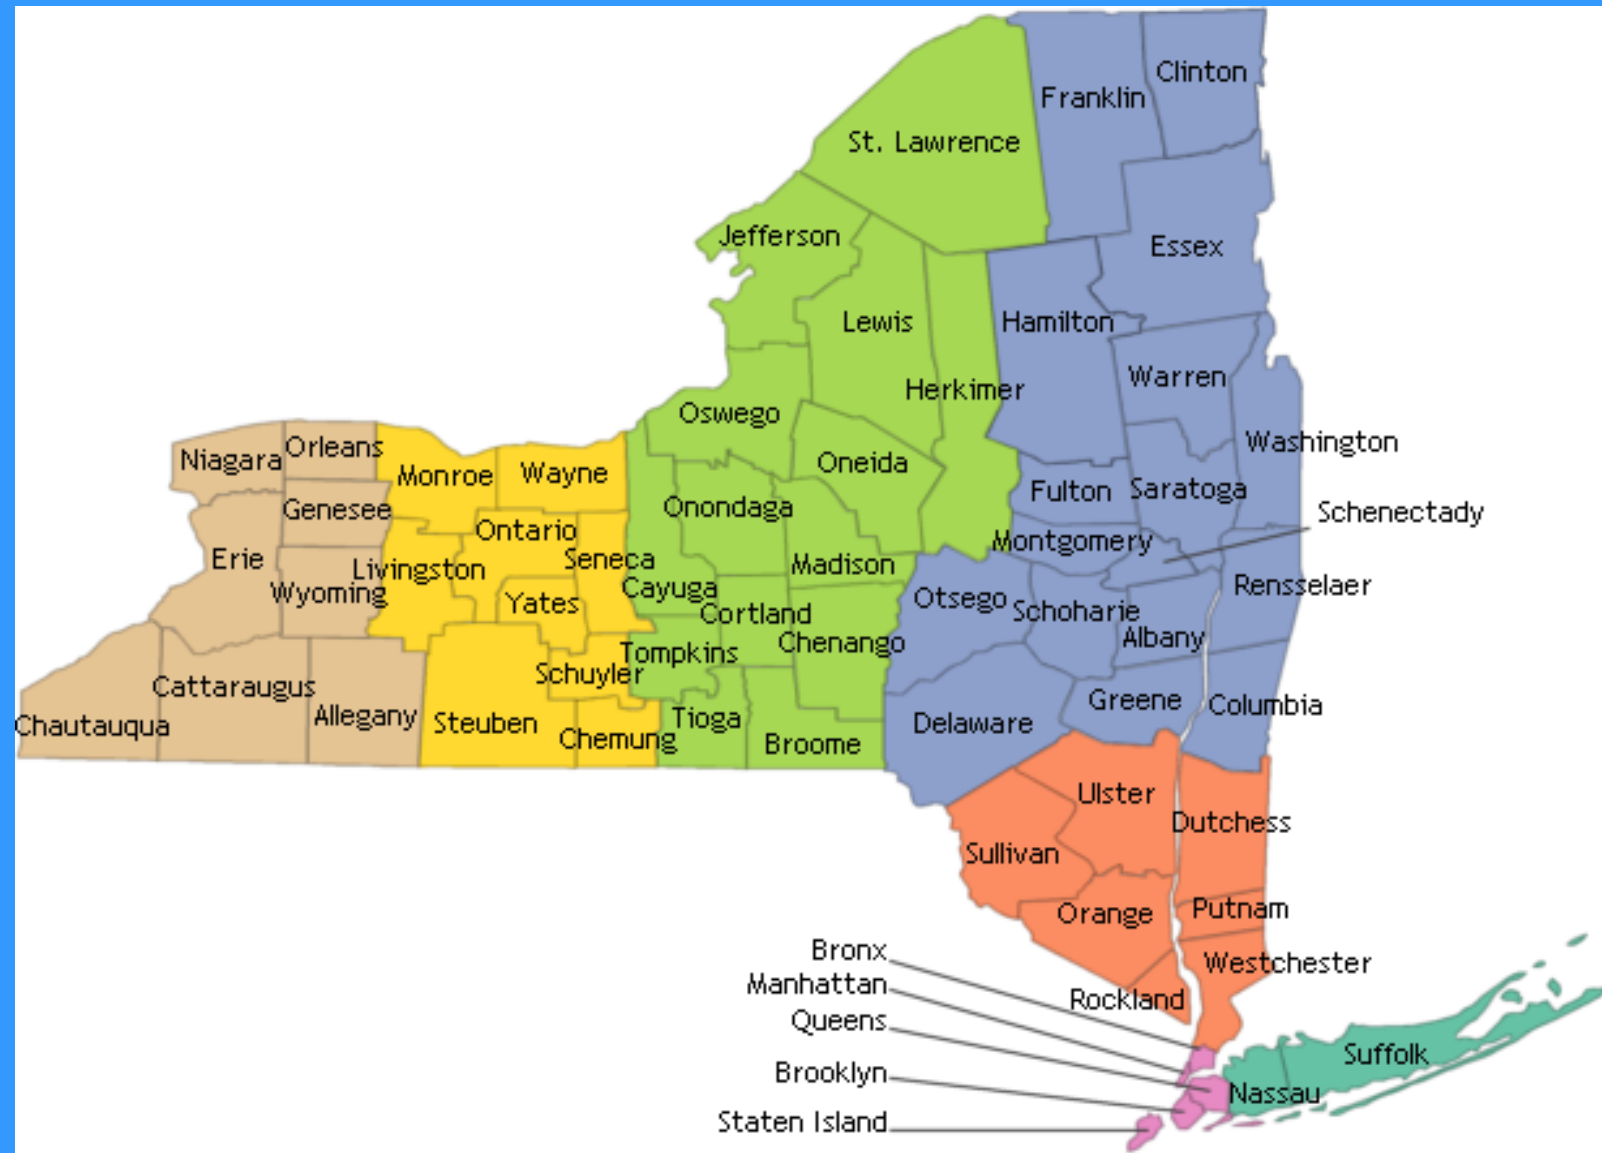 Clinton
Franklin
St. Lawrence
Jefferson
Essex
Lewis
Hamilton
Warren
Herkimer
Oswego
Washington
Orleans
Niagara
Monroe
Wayne
Oneida
Fulton
Saratoga
Genesee
Onondaga
Schenectady
Ontario
Montgomery
Erie
Seneca
Livingston
Madison
Wyoming
Cayuga
Rensselaer
Yates
Otsego
Schoharie
Cortland
Albany
Chenango
Tompkins
Schuyler
Cattaraugus
Greene
Columbia
Allegany
Chautauqua
Steuben
Tioga
Delaware
Chemung
Broome
Ulster
Dutchess
Sullivan
Orange
Putnam
Bronx
Westchester
Manhattan
Rockland
Queens
Suffolk
Brooklyn
Nassau
Staten Island